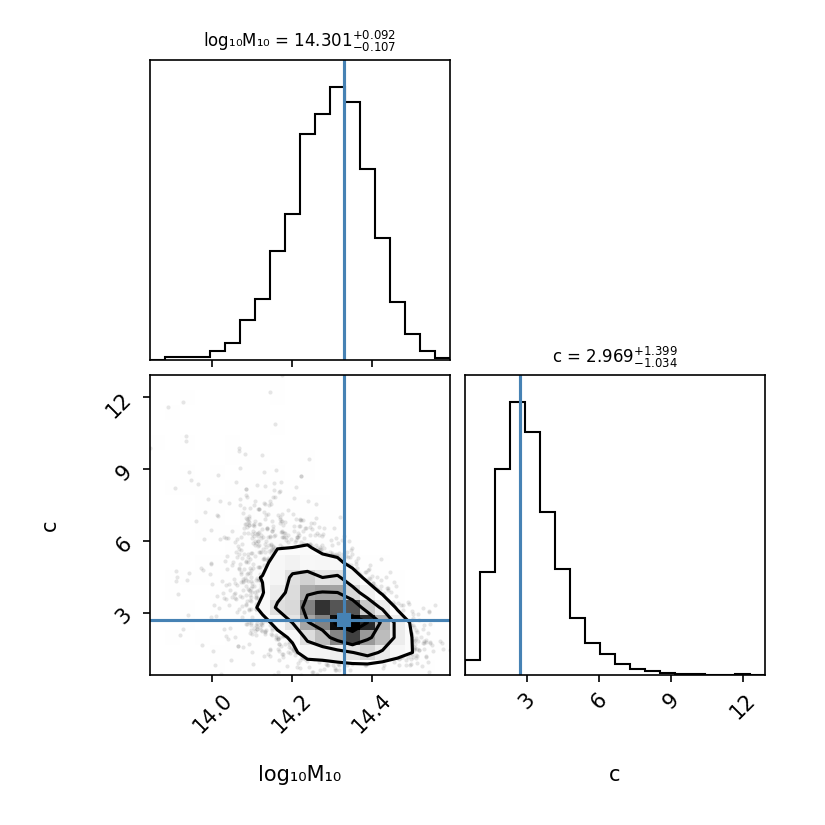 log₁₀M₁₀ = 14.301+0.092−0.107
c = 2.969+1.399−1.034
12
9
6
3
c
14.0 14.2 14.4
3 6 9 12
log₁₀M₁₀
c